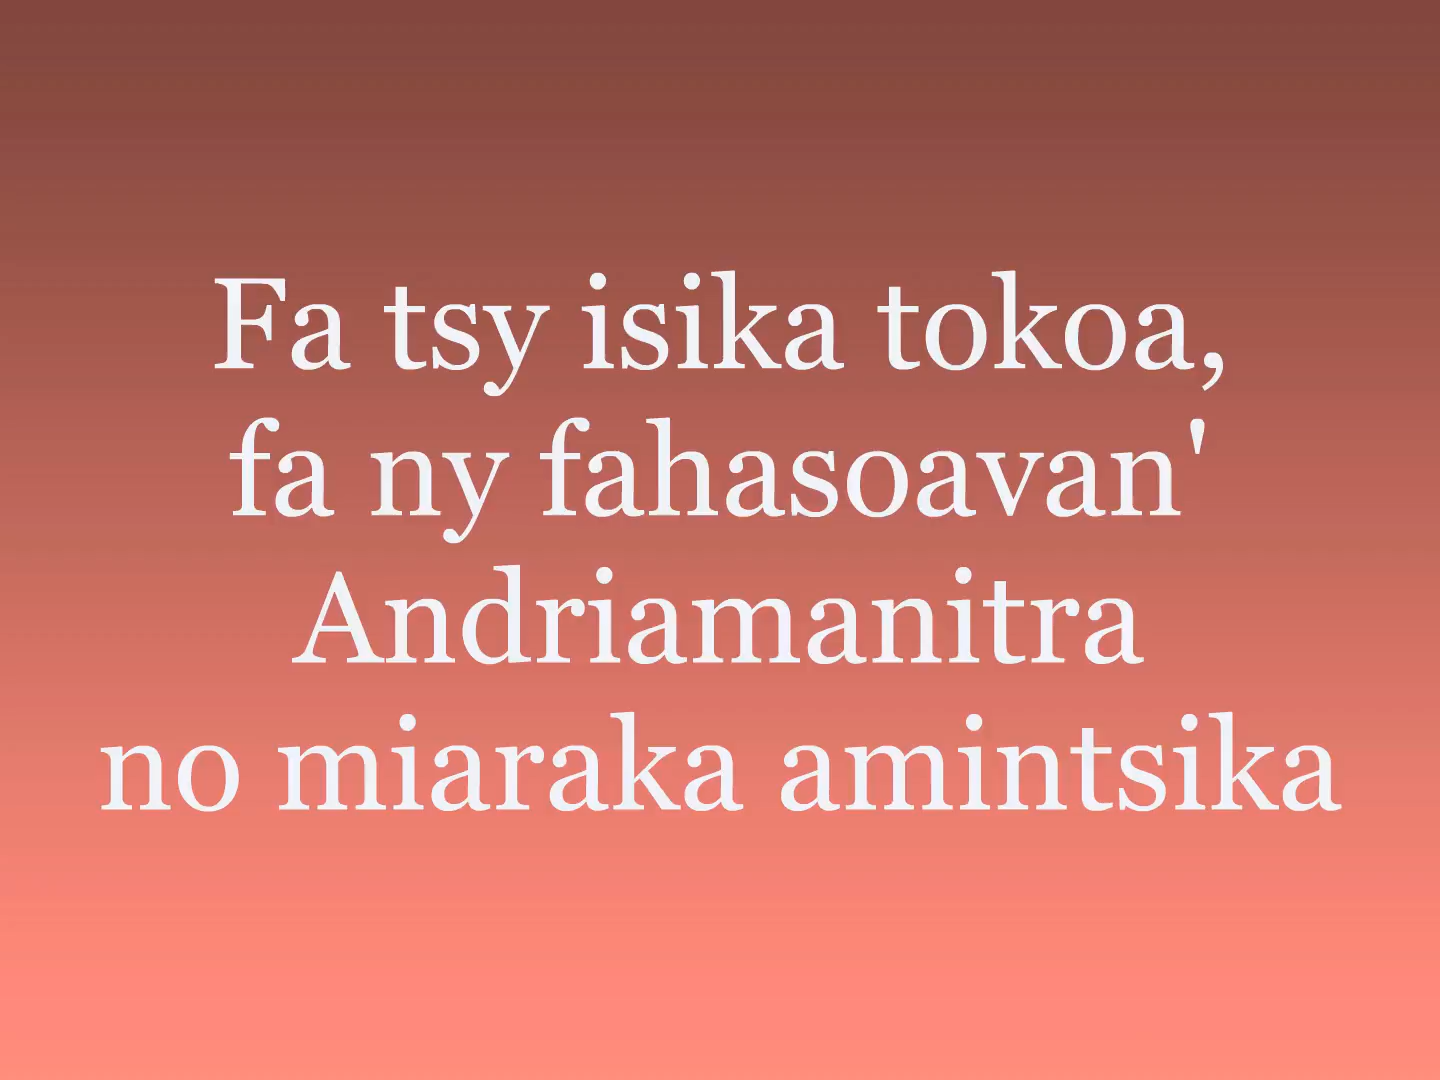 Fa tsy isika tokoa,
fa ny fahasoavan'
Andriamanitra
no miaraka amintsika